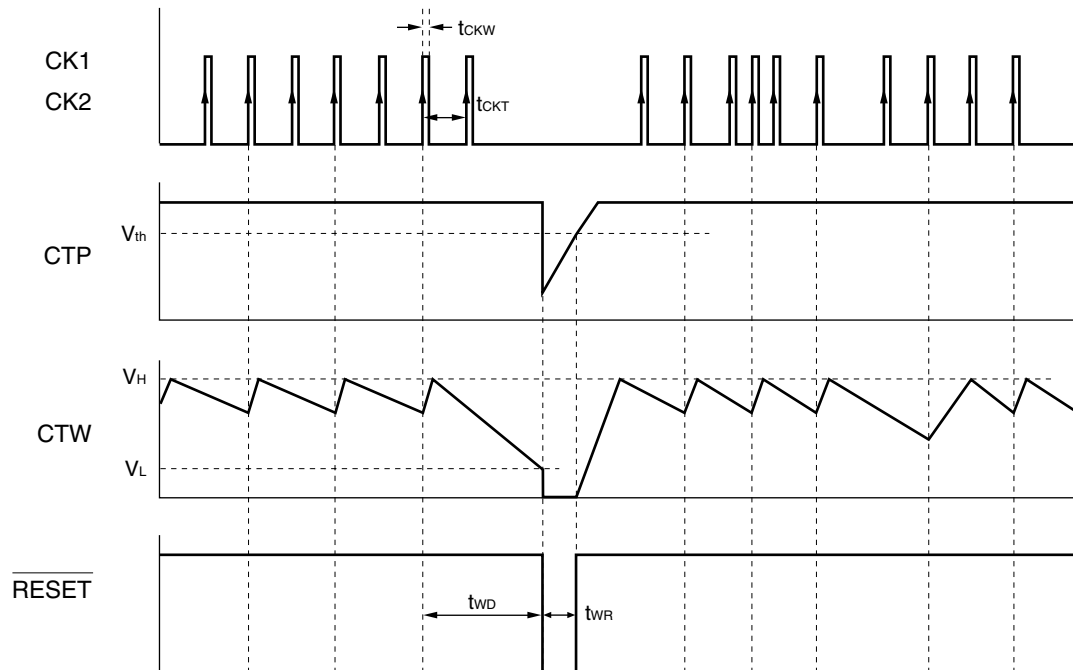 tCKW
CK1
CK2
tCKT
Vth
CTP
VH
CTW
VL
RESET
tWD
tWR